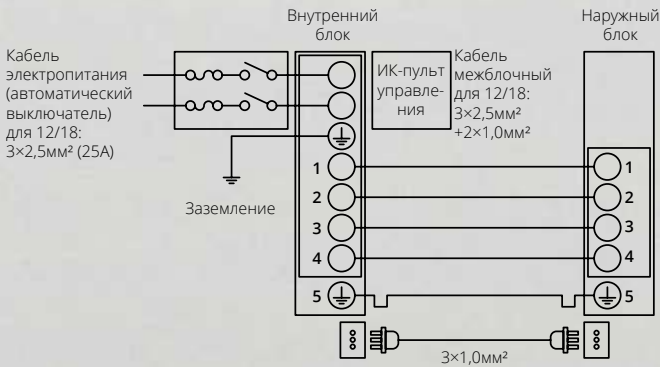 Внутренний
блок
Наружный
блок
Кабель
электропитания
(автоматический
выключатель)
для 12/18:
3×2,5мм² (25А)
ИК-пульт
управле-
ния
Кабель
межблочный
для 12/18:
3×2,5мм²
+2×1,0мм²
Заземление
1
2
3
4
5
1
2
3
4
5
3×1,0мм²